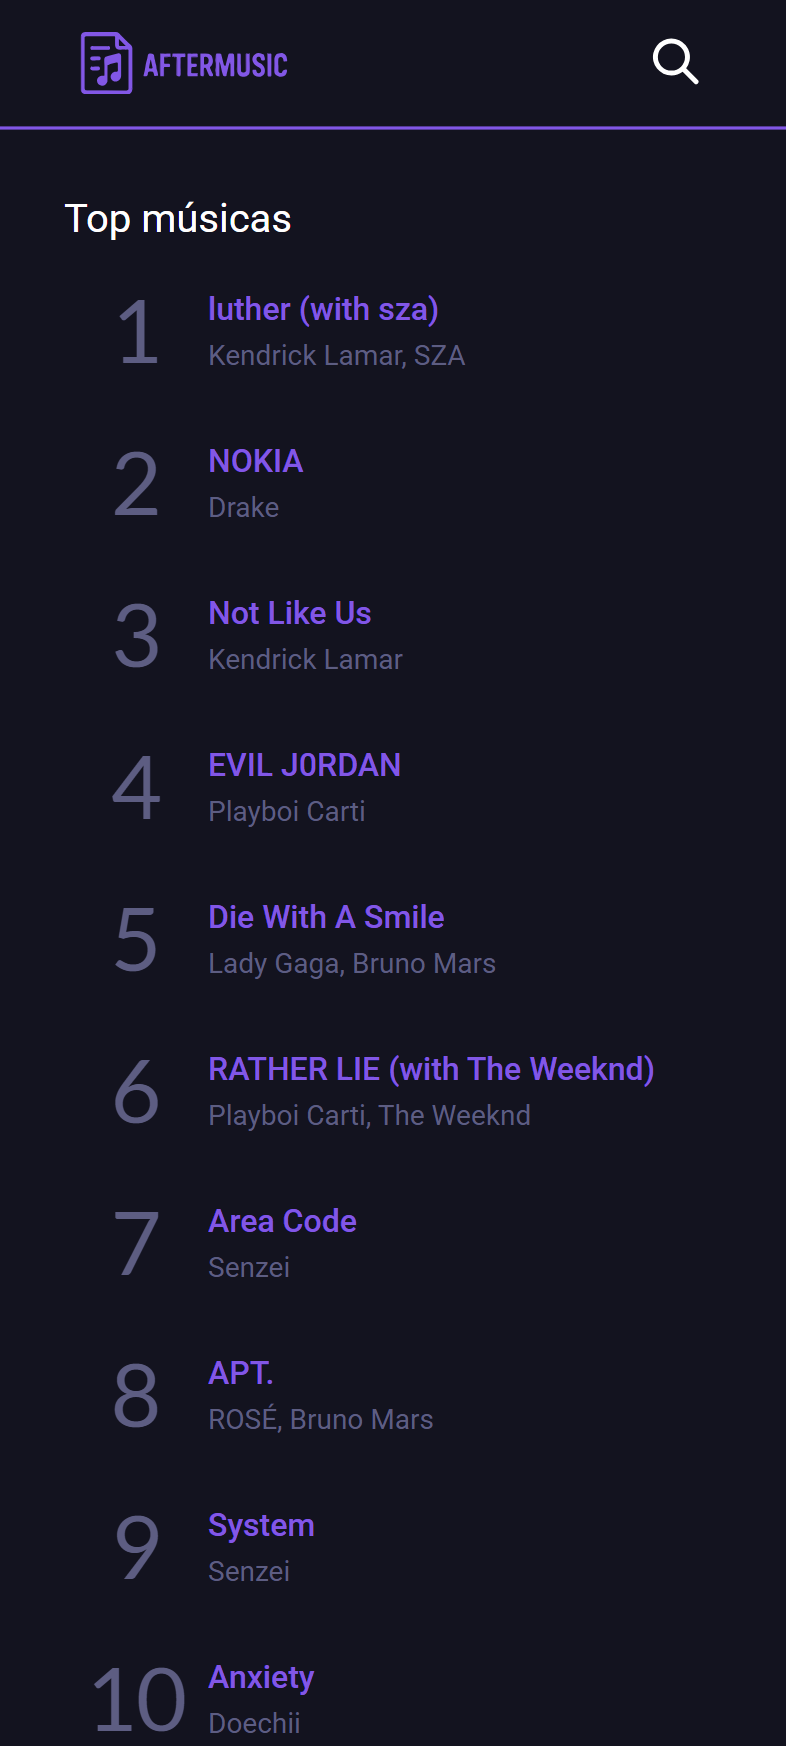 AFTERMUSIC
Top músicas
1
luther (with sza)
Kendrick Lamar, SZA
2
NOKIA
Drake
3
Not Like Us
Kendrick Lamar
4
EVIL J0RDAN
Playboi Carti
5
Die With A Smile
Lady Gaga, Bruno Mars
6
RATHER LIE (with The Weeknd)
Playboi Carti, The Weeknd
7
Area Code
Senzei
8
APT.
ROSÉ, Bruno Mars
9
System
Senzei
10
Anxiety
Doechii